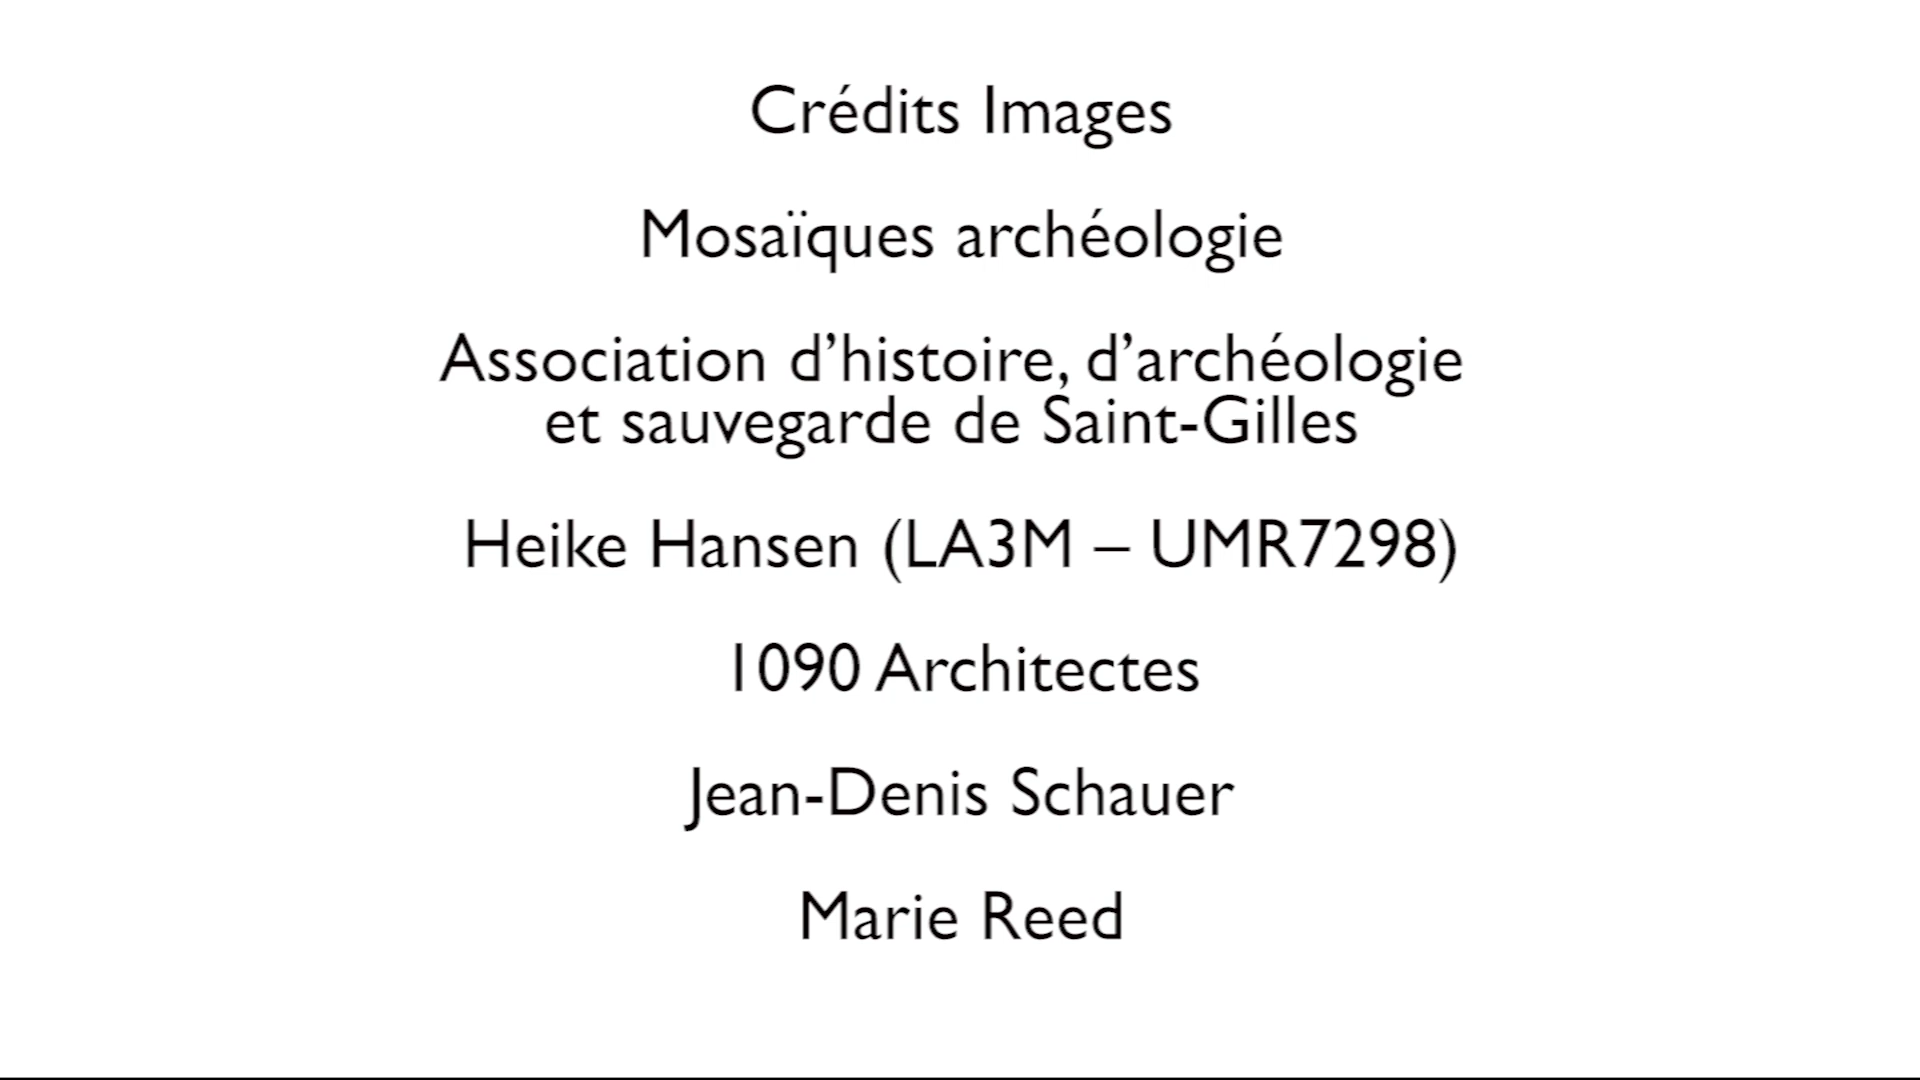 Crédits Images
Mosaïques archéologie
Association d’histoire, d’archéologie
et sauvegarde de Saint-Gilles
Heike Hansen (LA3M – UMR7298)
1090 Architectes
Jean-Denis Schauer
Marie Reed